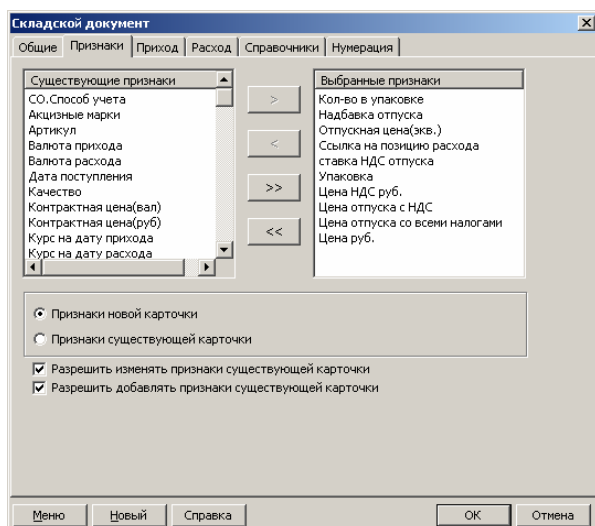 Складской документ
Общие Признаки Приход Расход Справочники Нумерация
Существующие признаки
СО.Способ учета
Акцизные марки
Артикул
Валюта прихода
Валюта расхода
Дата поступления
Качество
Контрактная цена(вал)
Контрактная цена(руб)
Курс на дату прихода
Курс на дату расхода
>
<
>>
<<
Выбранные признаки
Кол-во в упаковке
Надбавка отпуска
Отпускная цена(экв.)
Ссылка на позицию расхода
ставка НДС отпуска
Упаковка
Цена НДС руб.
Цена отпуска с НДС
Цена отпуска со всеми налогами
Цена руб.
Признаки новой карточки
Признаки существующей карточки
Разрешить изменять признаки существующей карточки
Разрешить добавлять признаки существующей карточки
Меню Новый Справка ОК Отмена